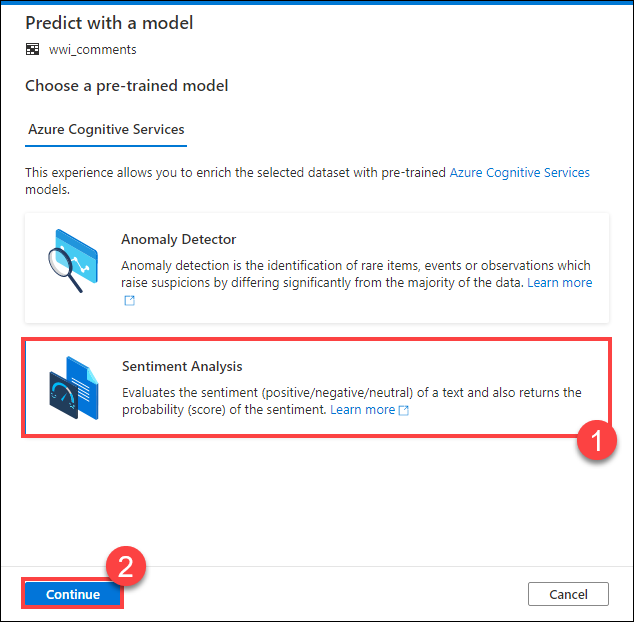 Predict with a model
wwi_comments
Choose a pre-trained model
Azure Cognitive Services
This experience allows you to enrich the selected dataset with pre-trained Azure Cognitive Services
models.
Anomaly Detector
Anomaly detection is the identification of rare items, events or observations which
raise suspicions by differing significantly from the majority of the data. Learn more
Sentiment Analysis
Evaluates the sentiment (positive/negative/neutral) of a text and also returns the
probability (score) of the sentiment. Learn more
1
2
Continue
Cancel